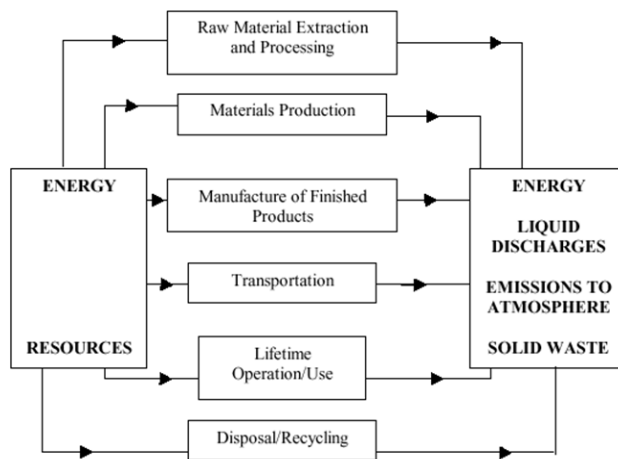 Raw Material Extraction
and Processing
Materials Production
ENERGY
RESOURCES
Manufacture of Finished
Products
Transportation
Lifetime
Operation/Use
Disposal/Recycling
ENERGY
LIQUID
DISCHARGES
EMISSIONS TO
ATMOSPHERE
SOLID WASTE